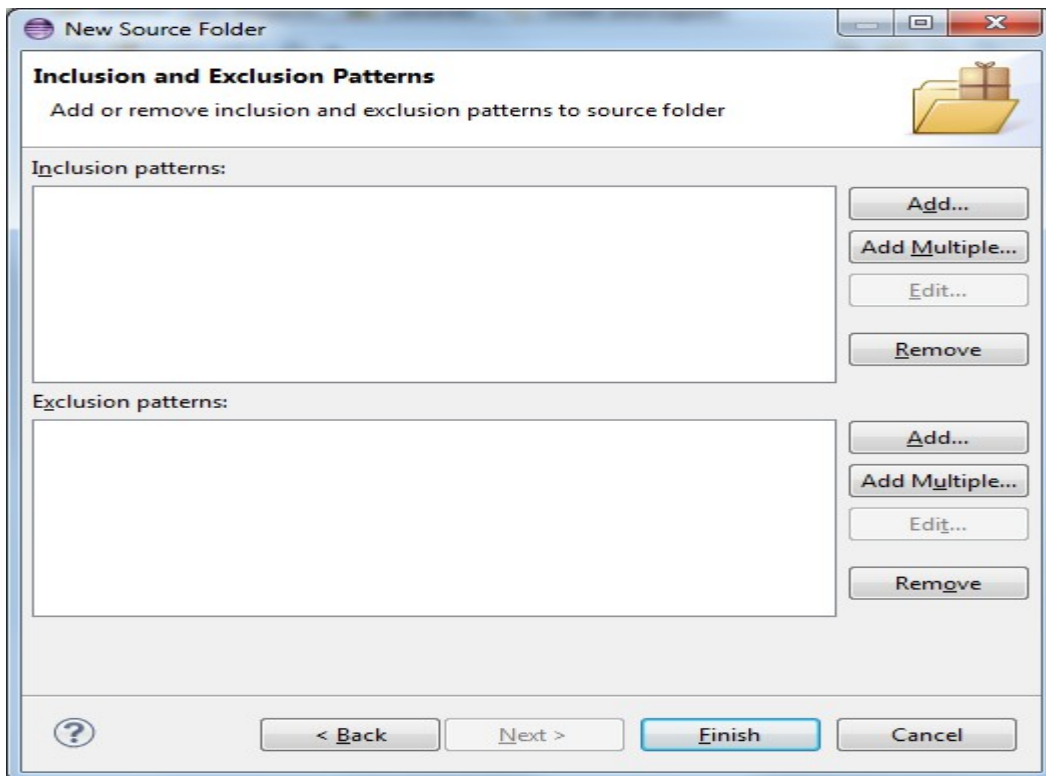 New Source Folder
Inclusion and Exclusion Patterns
Add or remove inclusion and exclusion patterns to source folder
Inclusion patterns:
Add...
Add Multiple...
Edit...
Remove
Exclusion patterns:
Add...
Add Multiple...
Edit...
Remove
?
< Back
Next >
Finish
Cancel